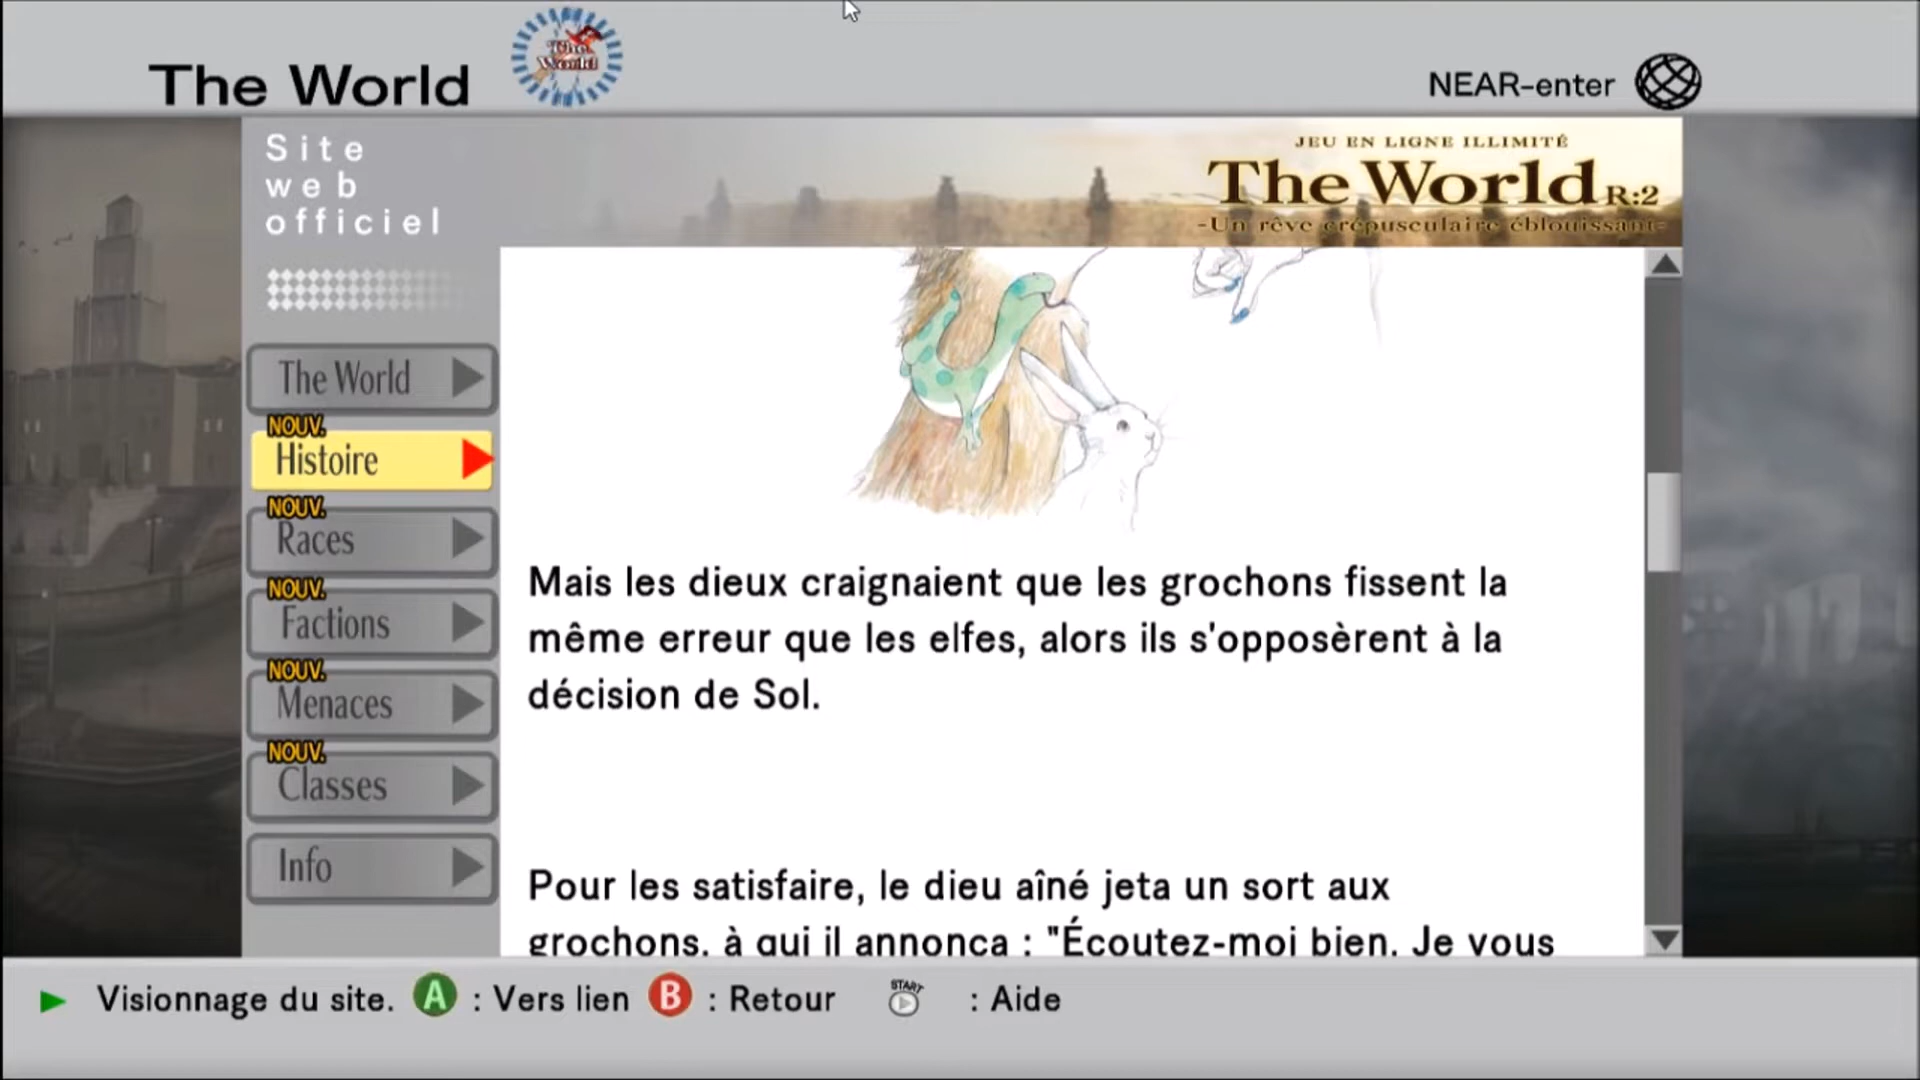 The World
The World
NEAR-enter
Site
web
officiel
JEU EN LIGNE ILLIMITÉ
The World R:2
-Un rêve crépusculaire éblouissant-
The World
NOUV.
Histoire
NOUV.
Races
NOUV.
Factions
NOUV.
Menaces
NOUV.
Classes
Info
Mais les dieux craignaient que les grochons fissent la
même erreur que les elfes, alors ils s'opposèrent à la
décision de Sol.
Pour les satisfaire, le dieu aîné jeta un sort aux
grochons, à qui il annonça : "Écoutez-moi bien. Je vous
Visionnage du site. A : Vers lien B : Retour START : Aide